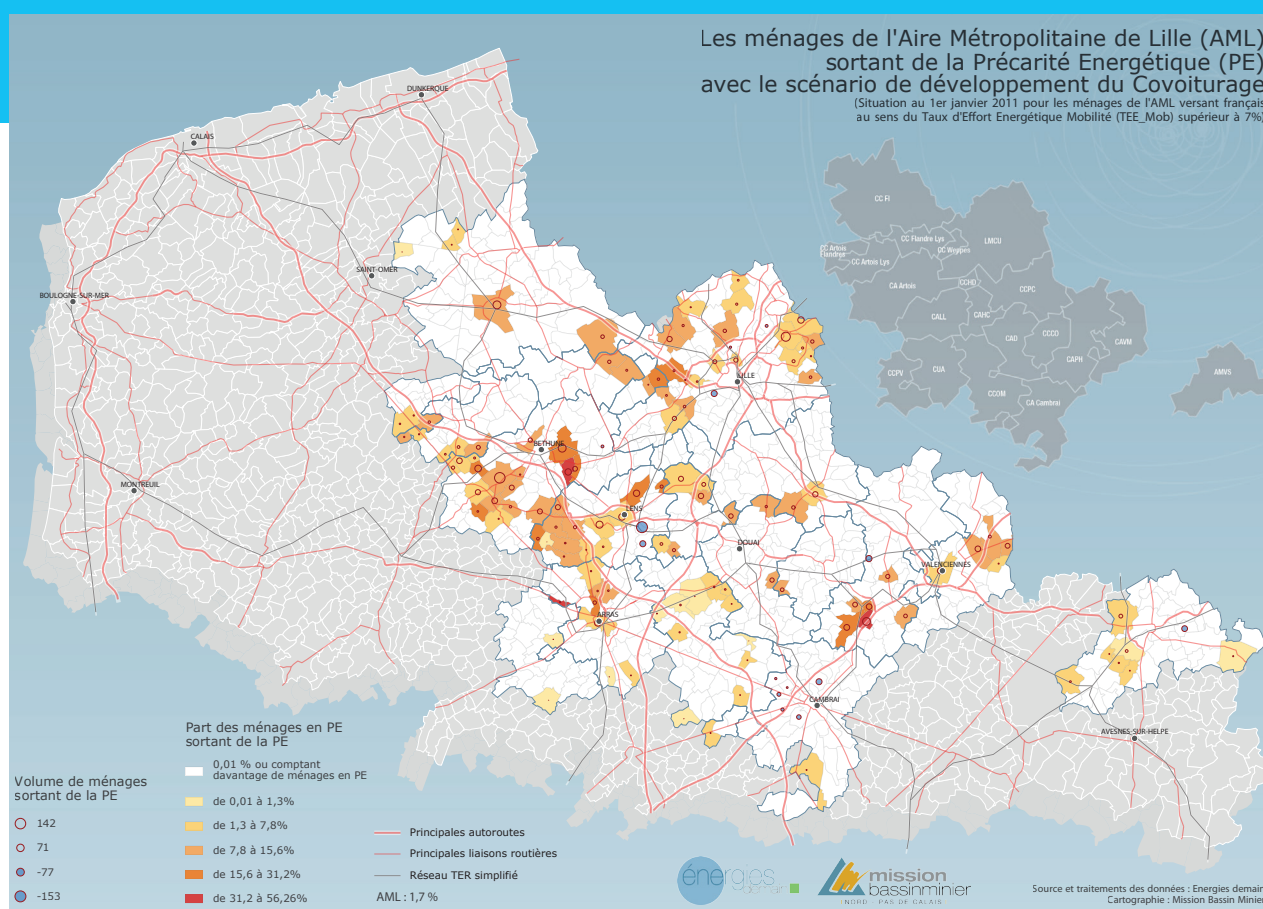 Les ménages de l'Aire Métropolitaine de Lille (AML)
sortant de la Précarité Energétique (PE)
avec le scénario de développement du Covoiturage
(Situation au 1er janvier 2011 pour les ménages de l'AML versant français
au sens du Taux d'Effort Energétique Mobilité (TEE_Mob) supérieur à 7%)
DUNKERQUE
CALAIS
SAINT-OMER
BOULOGNE-SUR-MER
MONTREUIL
BETHUNE
LILLE
LENS
DOUAI
VALENCIENNES
ARRAS
CAMBRAI
AVESNES-SUR-HELPE
CC FI
CC Flandre Lys
LMCU
CC Artois
Flandres
CC Weppes
CC Artois Lys
CA Artois
CCHD
CCPC
CALL
CAHC
CAD
CCCO
CAPH
CAVM
CCPV
CUA
CCOM
CA Cambrai
AMVS
Part des ménages en PE
sortant de la PE
0,01 % ou comptant
davantage de ménages en PE
de 0,01 à 1,3%
de 1,3 à 7,8%
de 7,8 à 15,6%
de 15,6 à 31,2%
de 31,2 à 56,26%
Volume de ménages
sortant de la PE
142
71
-77
-153
Principales autoroutes
Principales liaisons routières
Réseau TER simplifié
AML : 1,7 %
énergies
demain
mission
bassinminier
NORD - PAS DE CALAIS
Source et traitements des données : Energies demain
Cartographie : Mission Bassin Minier